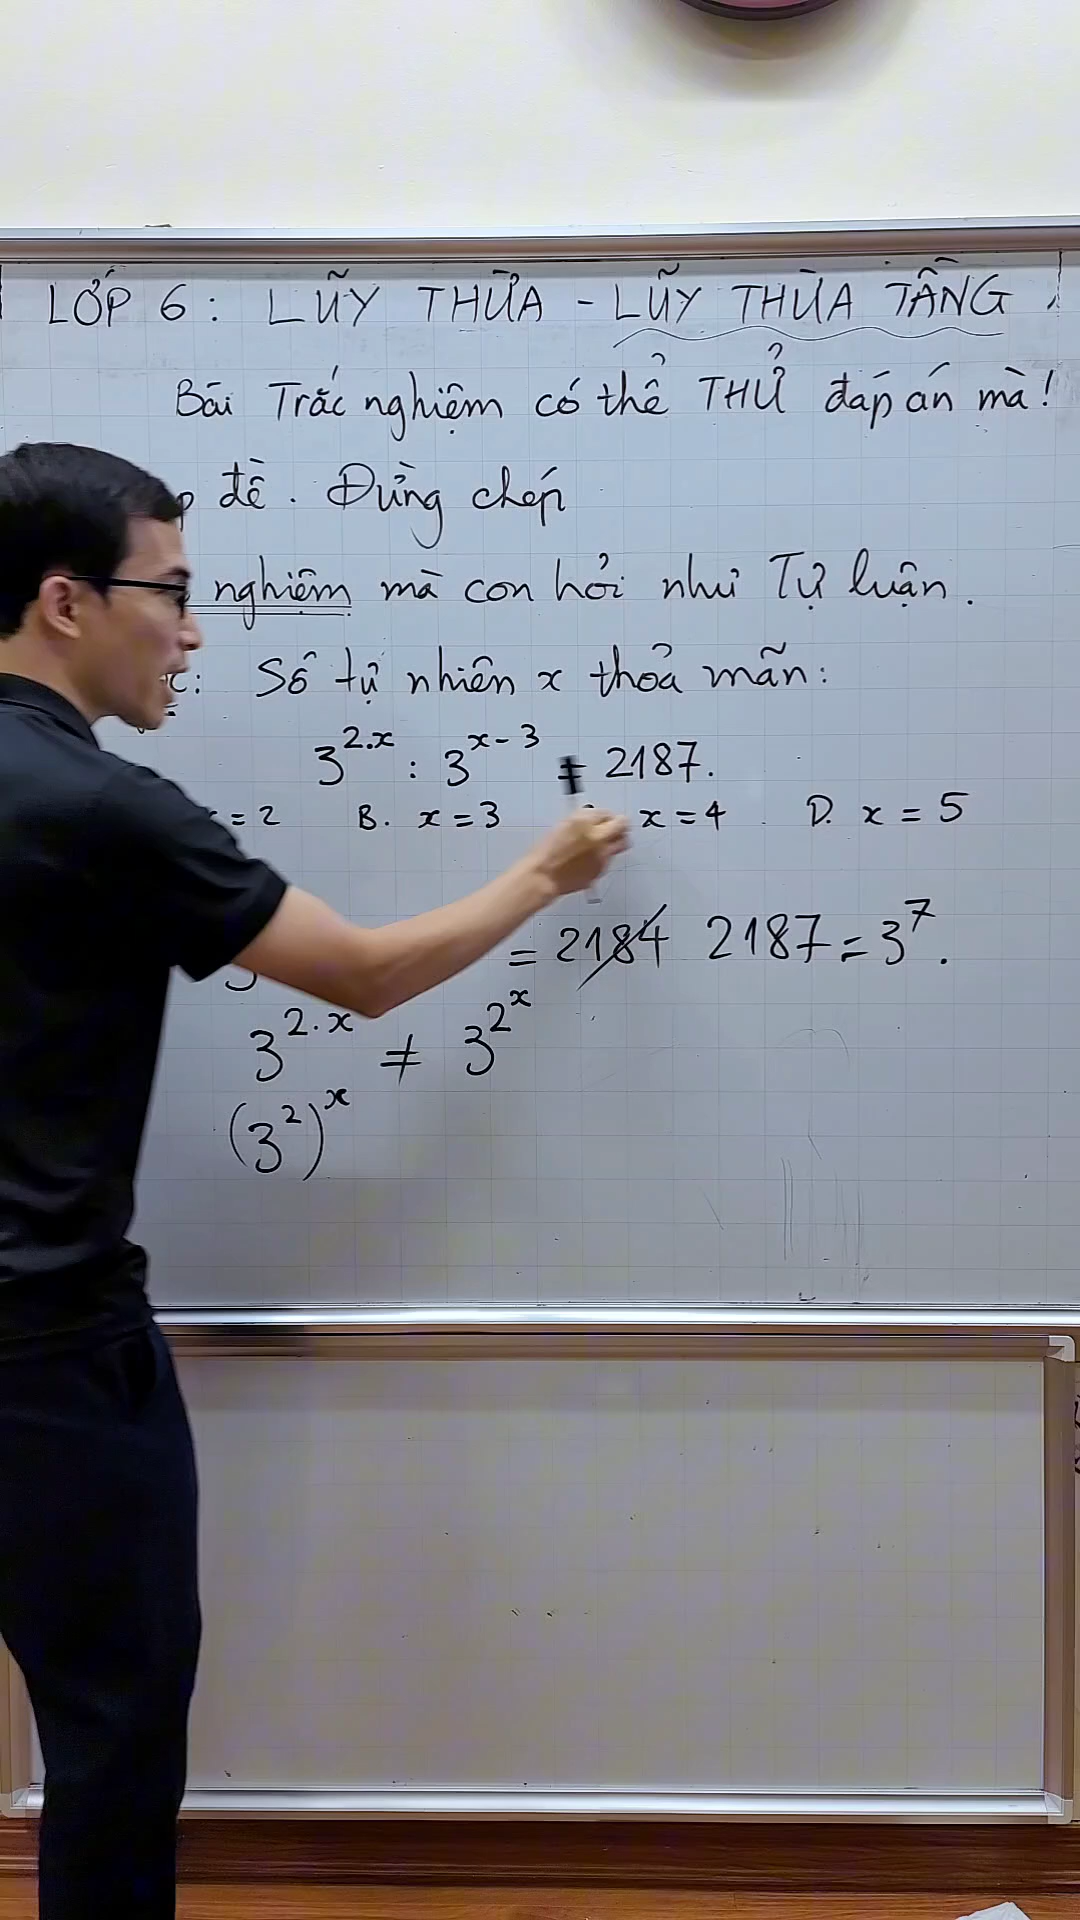 LỚP 6: LŨY THỪA - LŨY THỪA TẦNG
Bài Trắc nghiệm có thể THỬ đáp án mà!
đề. Đừng chép
nghiệm mà con hỏi như Tự luận.
Số tự nhiên x thỏa mãn:
3^{2.x} : 3^{x-3} = 2187.
= 2 B. x = 3 x = 4 D. x = 5
= 2184 2187 = 3^7.
3^{2.x} ≠ 3^{2^x}
(3^2)^x